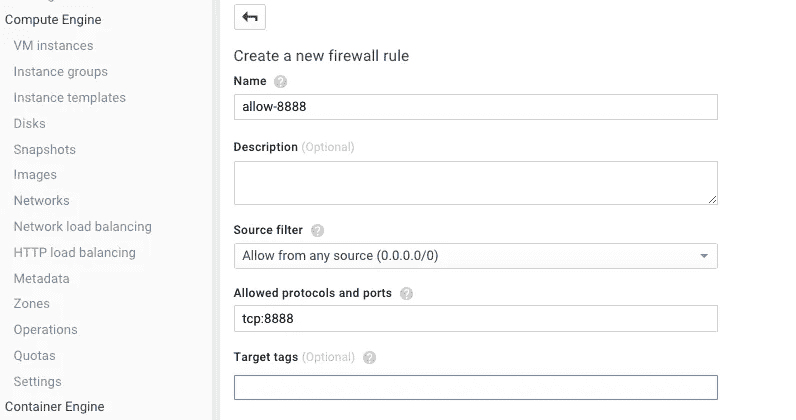 Compute Engine
VM instances
Instance groups
Instance templates
Disks
Snapshots
Images
Networks
Network load balancing
HTTP load balancing
Metadata
Zones
Operations
Quotas
Settings
Container Engine
Create a new firewall rule
Name ?
allow-8888
Description (Optional)
Source filter ?
Allow from any source (0.0.0.0/0)
Allowed protocols and ports ?
tcp:8888
Target tags (Optional) ?